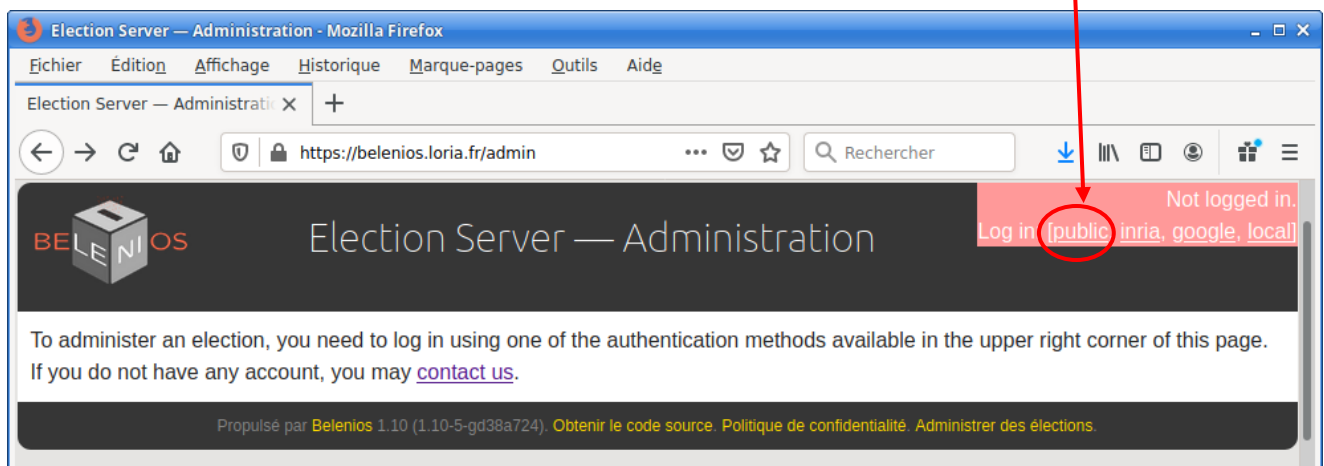 Election Server — Administration - Mozilla Firefox
Fichier Édition Affichage Historique Marque-pages Outils Aide
Election Server — Administratio
https://belenios.loria.fr/admin Rechercher
Not logged in.
BELENIOS Election Server — Administration Log in [public, inria, google, local]
To administer an election, you need to log in using one of the authentication methods available in the upper right corner of this page.
If you do not have any account, you may contact us.
Propulsé par Belenios 1.10 (1.10-5-gd38a724). Obtenir le code source. Politique de confidentialité. Administrer des élections.